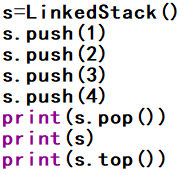 s=LinkedStack()
s.push(1)
s.push(2)
s.push(3)
s.push(4)
print(s.pop())
print(s)
print(s.top())